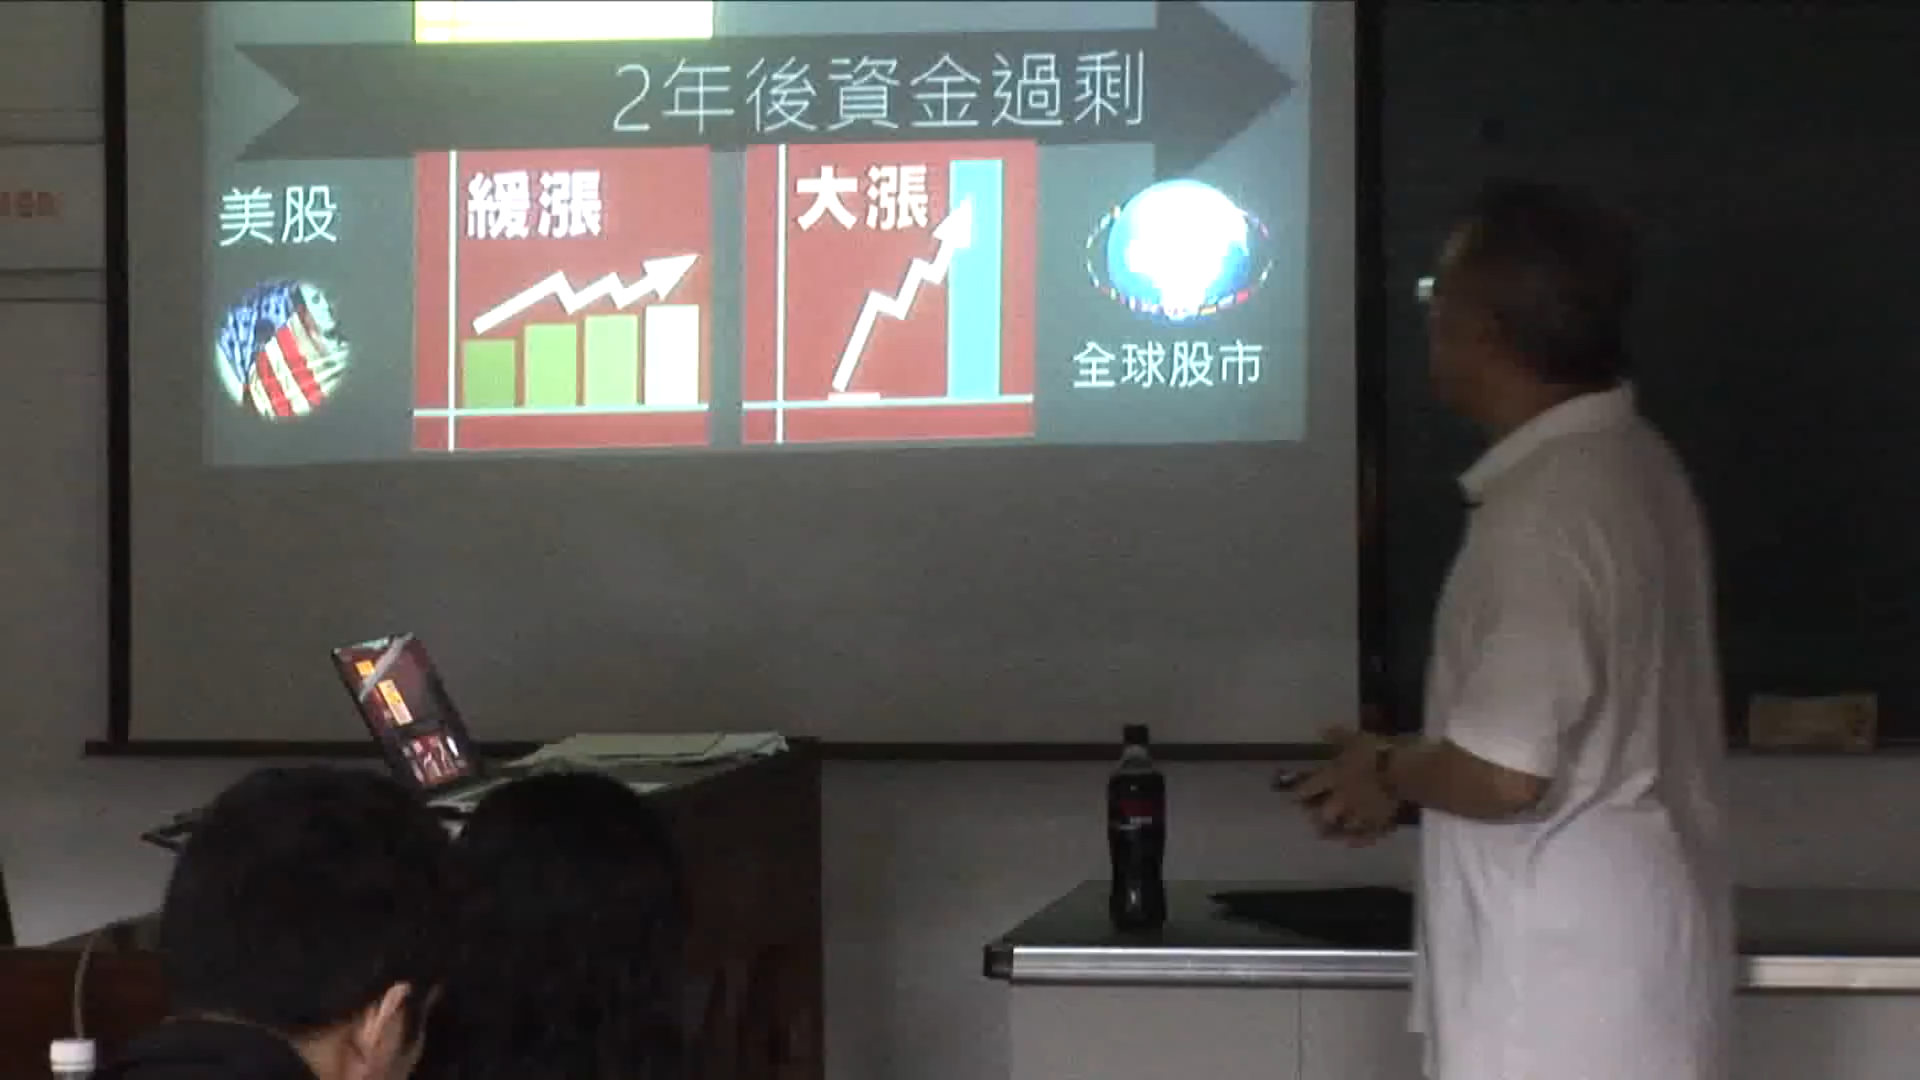 2年後資金過剩
美股
緩漲
大漲
全球股市